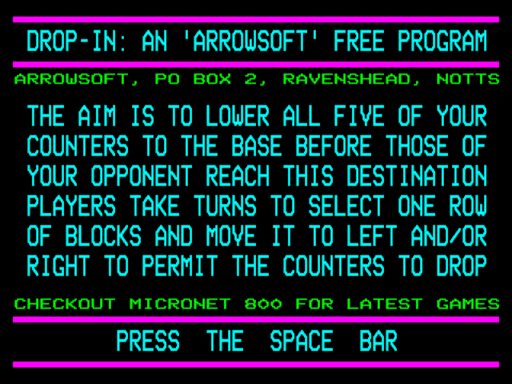 DROP-IN: AN 'ARROWSOFT' FREE PROGRAM
ARROWSOFT, PO BOX 2, RAVENSHEAD, NOTTS
THE AIM IS TO LOWER ALL FIVE OF YOUR
COUNTERS TO THE BASE BEFORE THOSE OF
YOUR OPPONENT REACH THIS DESTINATION
PLAYERS TAKE TURNS TO SELECT ONE ROW
OF BLOCKS AND MOVE IT TO LEFT AND/OR
RIGHT TO PERMIT THE COUNTERS TO DROP
CHECKOUT MICRONET 800 FOR LATEST GAMES
PRESS THE SPACE BAR